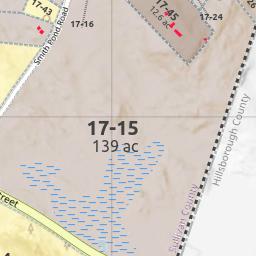 17-45
12.6 ac
17-16
17-24
17-43
Smith Pond Road
17-15
139 ac
Hillsborough County
Sullivan County